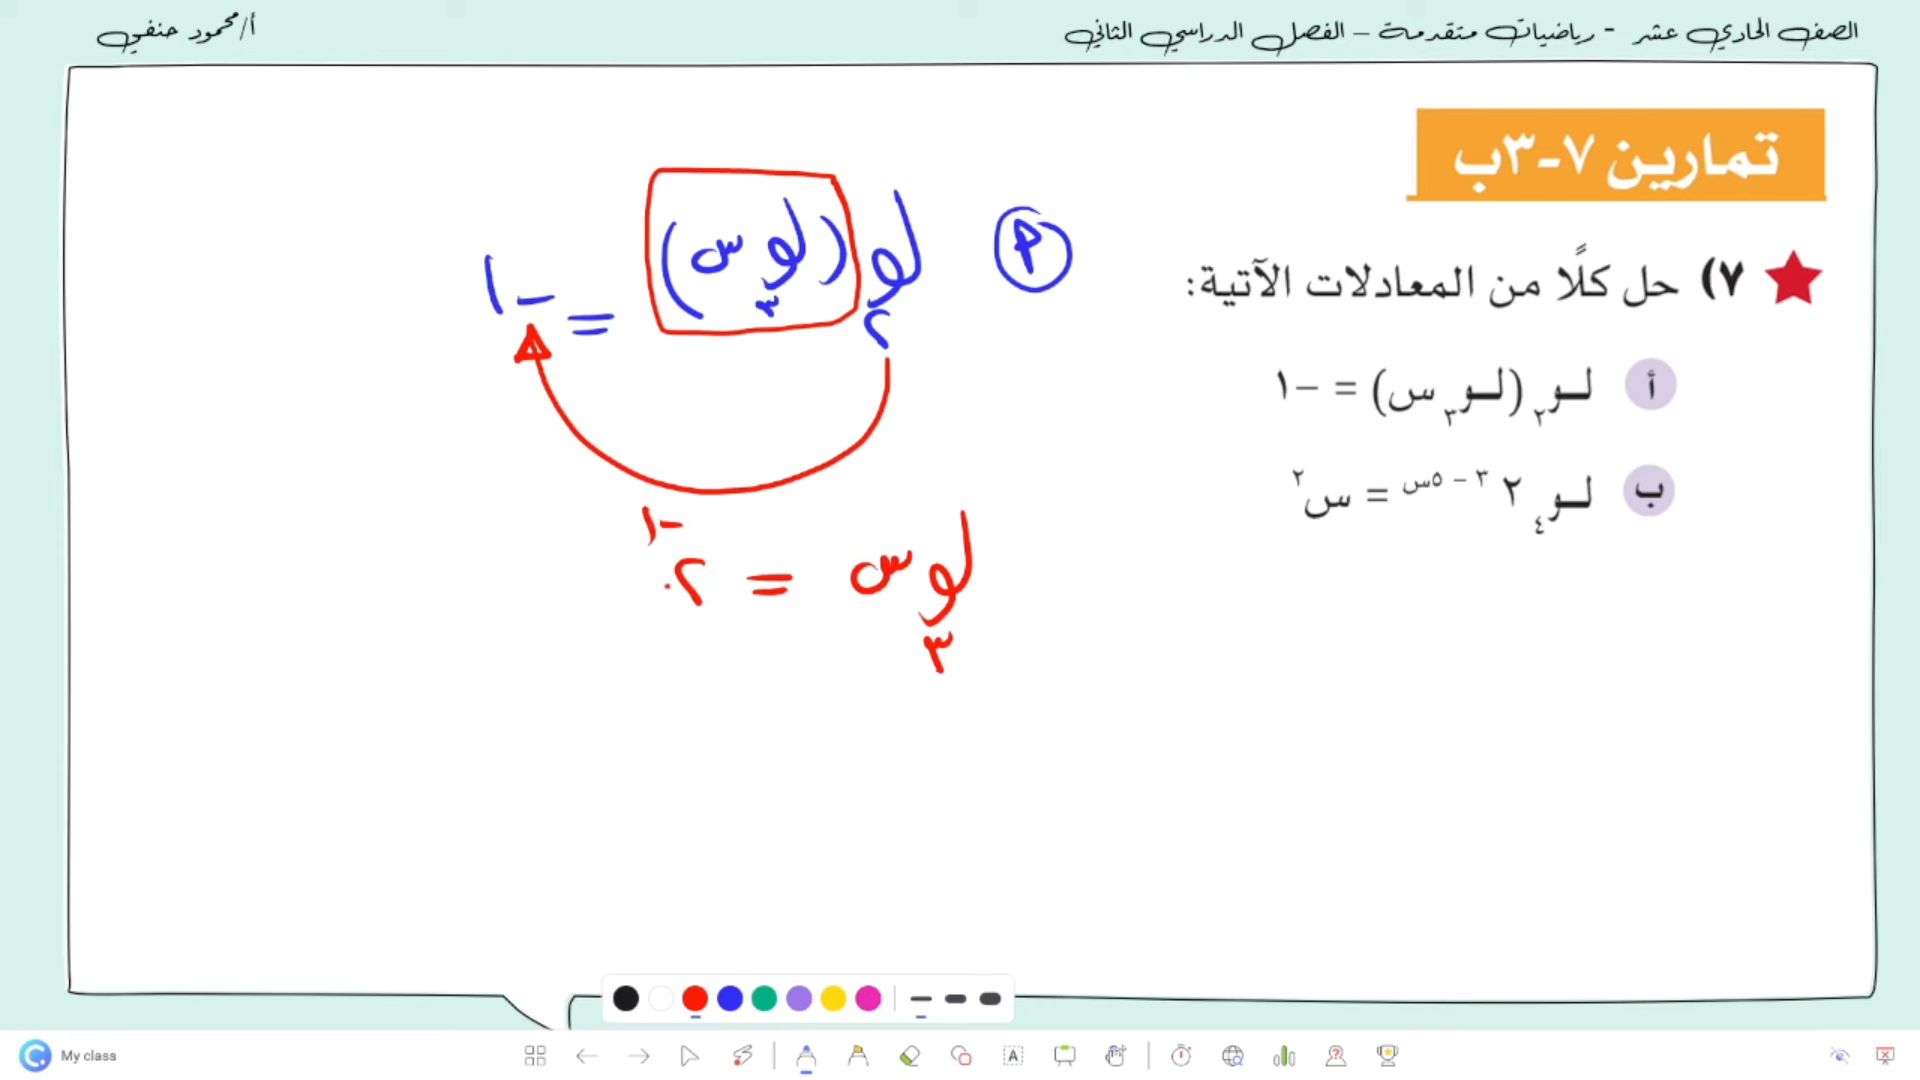 الصف الحادي عشر - رياضيات متقدمة – الفصل الدراسي الثاني
أ/محمود حنفي
تمارين ٧-٣ب
٧) حل كلًا من المعادلات الآتية:
أ لـو٢ (لـو٣ س) = –١
ب لـو٤ ٢^(٣ – ٥س) = س^٢
أ لو٢ (لو٣ س) = -١
لو٣ س = ٢^-١
My class